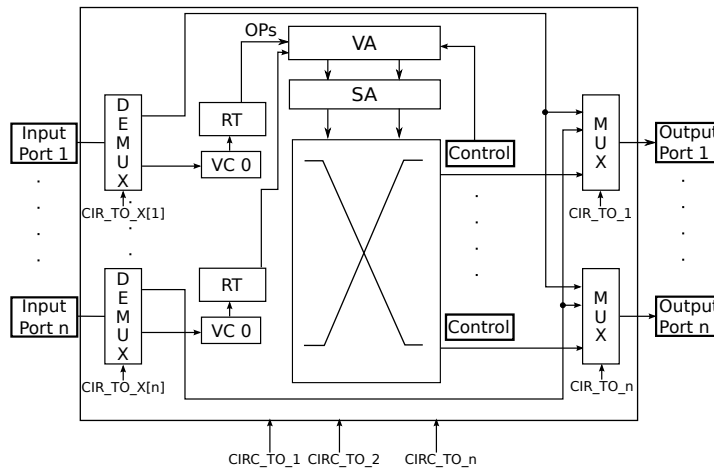 OPs
VA
SA
D
E
M
U
X
RT
VC 0
Input
Port 1
CIR_TO_X[1]
Control
M
U
X
Output
Port 1
CIR_TO_1
D
E
M
U
X
RT
VC 0
Input
Port n
CIR_TO_X[n]
Control
M
U
X
Output
Port n
CIR_TO_n
CIRC_TO_1
CIRC_TO_2
CIRC_TO_n